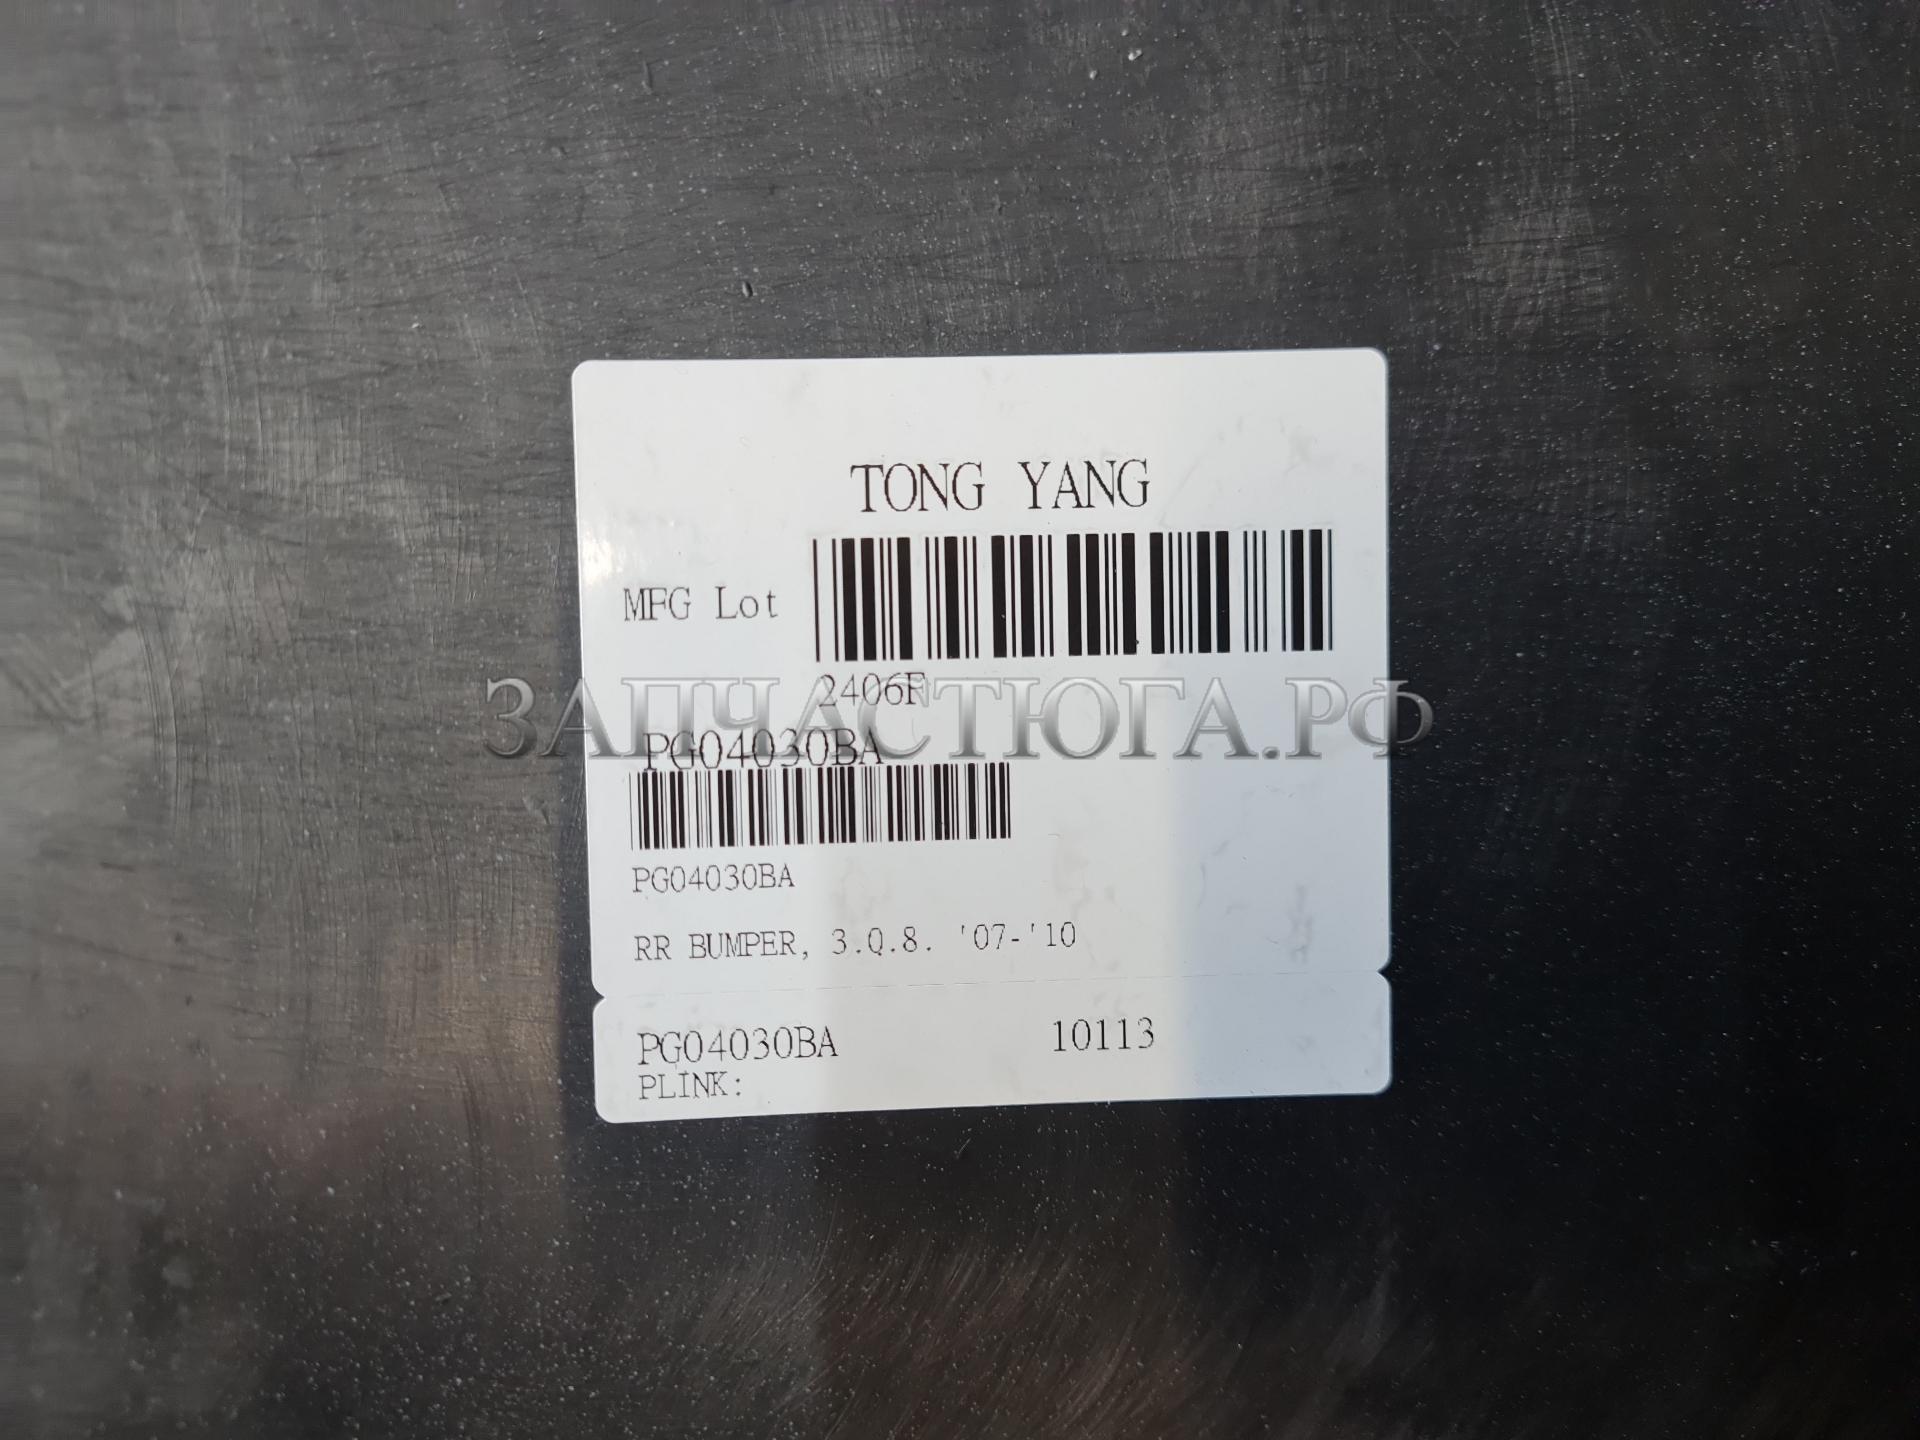 TONG YANG
MFG Lot
2406F
ЗАПЧАСТЮГА.РФ
PG04030BA
PG04030BA
RR BUMPER, 3.Q.8. '07-'10
PG04030BA 10113
PLINK: